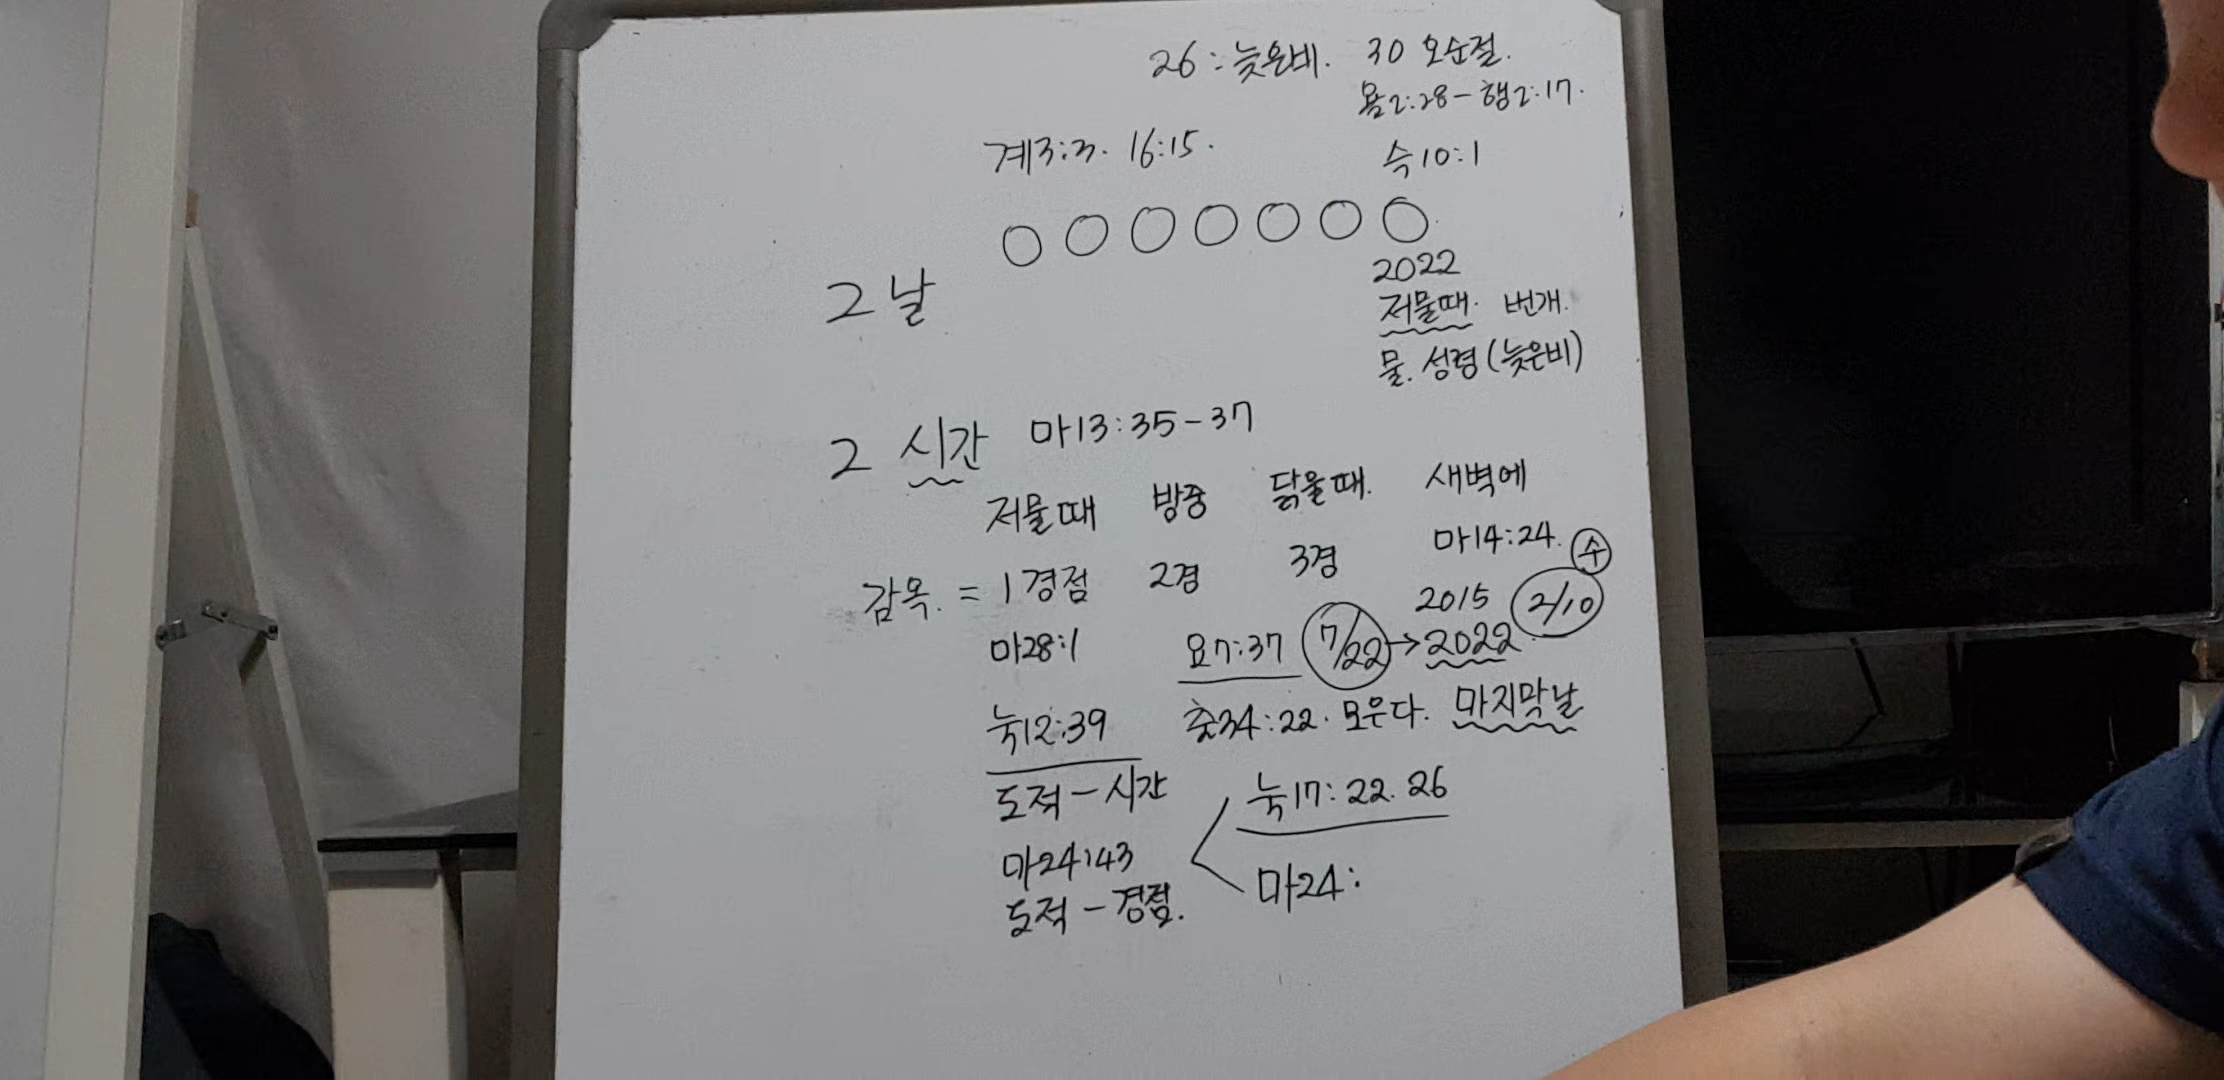 26 : 늦은비. 30 오순절.
욜2:28 - 행2:17.
계3:3. 16:15.
슥10:1
2022
그 날
저물때. 번개.
물. 성령 (늦은비)
그 시간 마13:35-37
저물때 밤중 닭울때. 새벽에
마14:24. 수
감옥. = 1경점 2경 3경
2015 2/10
마28:1 요7:37 7/22 → 2022
눅12:39 출34:22. 모은다. 마지막날
도적 - 시간 눅17: 22. 26
마24:43 마24:
도적 - 경점.